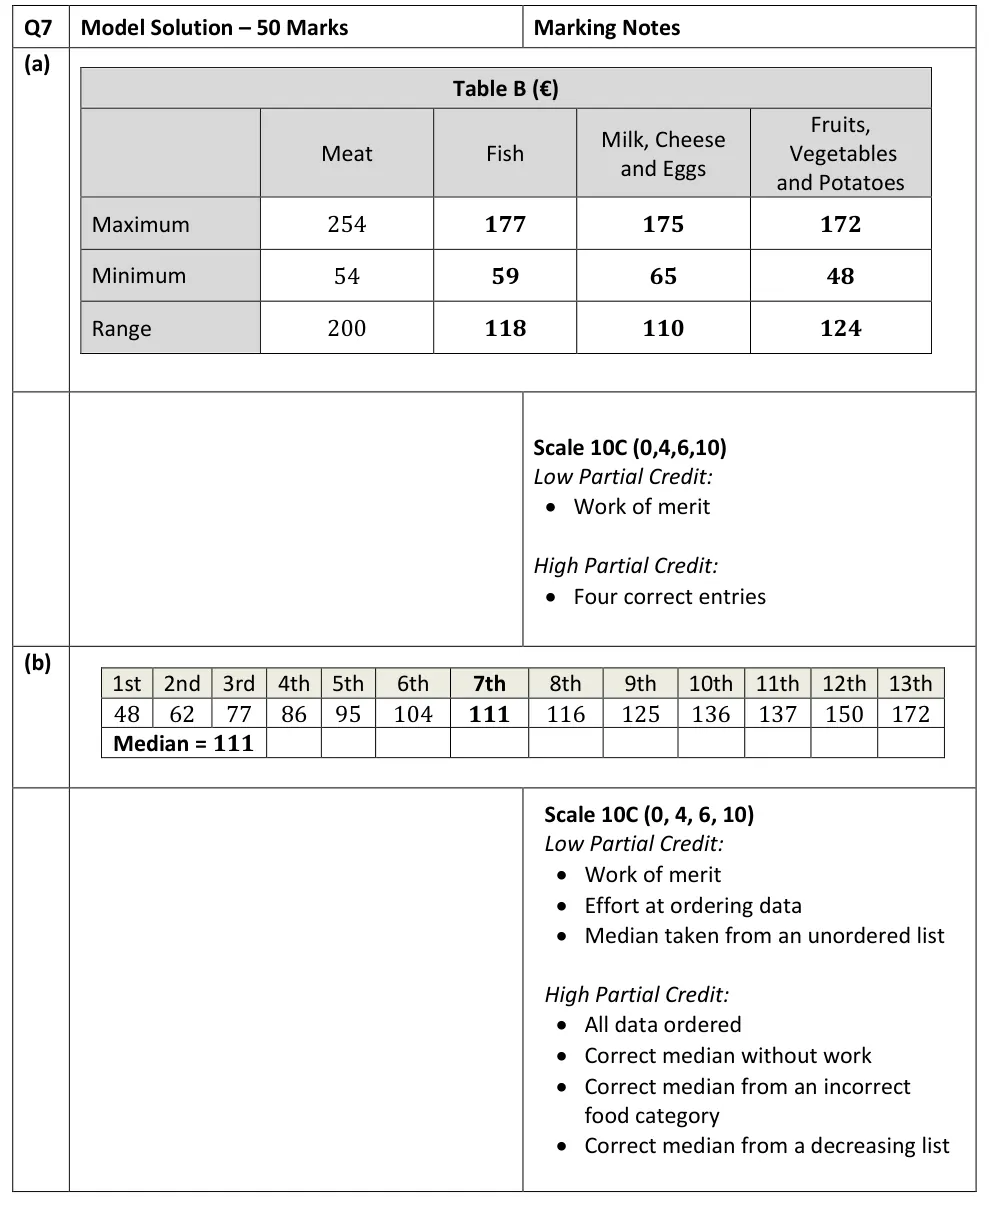 Q7 Model Solution – 50 Marks Marking Notes
(a)
Table B (€)
Meat Fish Milk, Cheese and Eggs Fruits, Vegetables and Potatoes
Maximum 254 177 175 172
Minimum 54 59 65 48
Range 200 118 110 124
Scale 10C (0,4,6,10)
Low Partial Credit:
• Work of merit
High Partial Credit:
• Four correct entries
(b)
1st 2nd 3rd 4th 5th 6th 7th 8th 9th 10th 11th 12th 13th
48 62 77 86 95 104 111 116 125 136 137 150 172
Median = 111
Scale 10C (0, 4, 6, 10)
Low Partial Credit:
• Work of merit
• Effort at ordering data
• Median taken from an unordered list
High Partial Credit:
• All data ordered
• Correct median without work
• Correct median from an incorrect
food category
• Correct median from a decreasing list